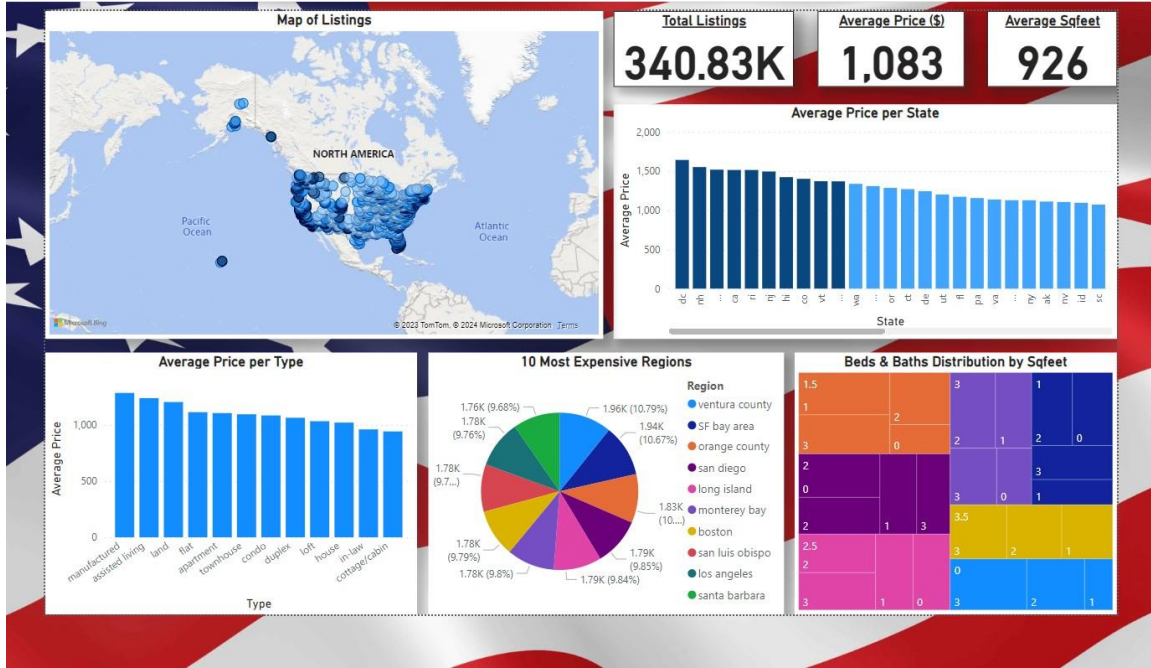 Map of Listings
NORTH AMERICA
Pacific
Ocean
Atlantic
Ocean
Microsoft Bing
© 2023 TomTom, © 2024 Microsoft Corporation Terms
Total Listings
340.83K
Average Price ($)
1,083
Average Sqfeet
926
Average Price per State
Average Price
2,000
1,500
1,000
500
0
dc
nh
...
ca
ri
nj
hi
co
vt
...
wa
...
or
ct
de
ut
fl
pa
va
...
ny
ak
nv
id
sc
State
Average Price per Type
Average Price
1,000
500
0
manufactured
assisted living
land
flat
apartment
townhouse
condo
duplex
loft
house
in-law
cottage/cabin
Type
10 Most Expensive Regions
1.76K (9.68%)
1.78K
(9.76%)
1.78K
(9.7...)
1.78K
(9.79%)
1.78K (9.8%)
1.79K (9.84%)
1.79K
(9.85%)
1.83K
(10....)
1.94K
(10.67%)
1.96K (10.79%)
Region
ventura county
SF bay area
orange county
san diego
long island
monterey bay
boston
san luis obispo
los angeles
santa barbara
Beds & Baths Distribution by Sqfeet
1.5
1
3
2
0
2
0
2
1
3
2.5
2
3
1
0
3
2
1
3
0
1
2
0
3
1
3.5
3
2
1
0
3
2
1